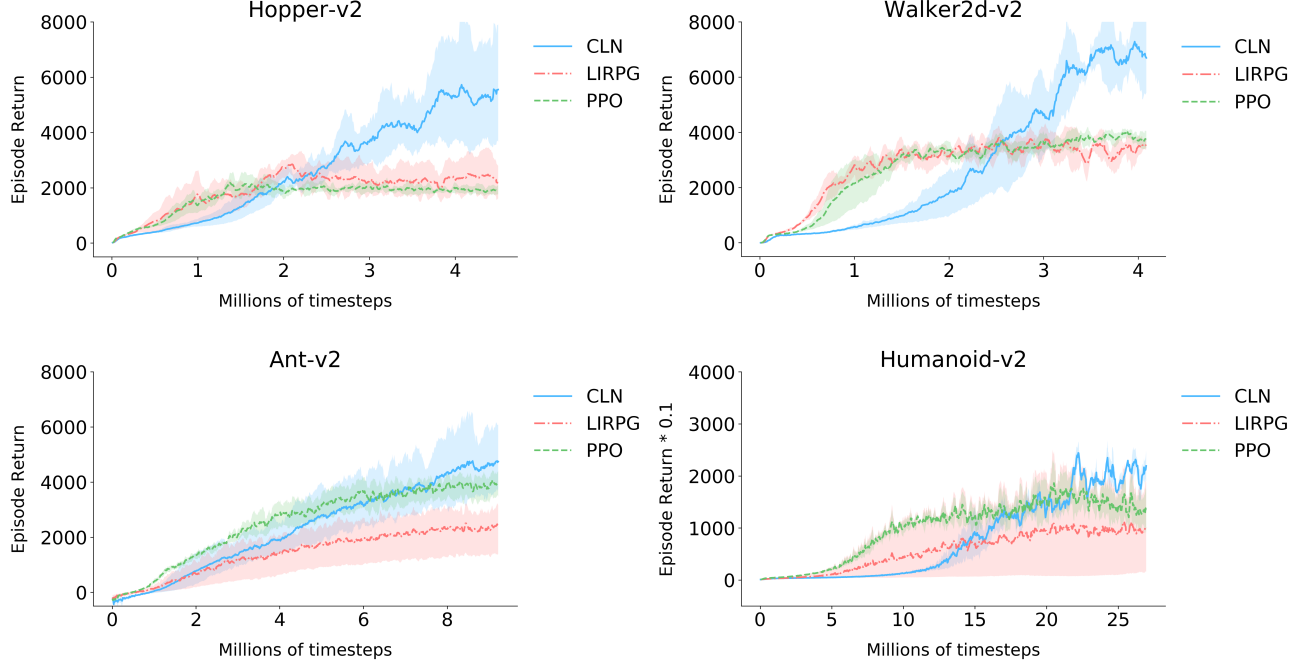 Hopper-v2
8000
6000
4000
2000
0
Episode Return
0 1 2 3 4
Millions of timesteps
CLN
LIRPG
PPO
Walker2d-v2
8000
6000
4000
2000
0
Episode Return
0 1 2 3 4
Millions of timesteps
CLN
LIRPG
PPO
Ant-v2
8000
6000
4000
2000
0
Episode Return
0 2 4 6 8
Millions of timesteps
CLN
LIRPG
PPO
Humanoid-v2
4000
3000
2000
1000
0
Episode Return * 0.1
0 5 10 15 20 25
Millions of timesteps
CLN
LIRPG
PPO